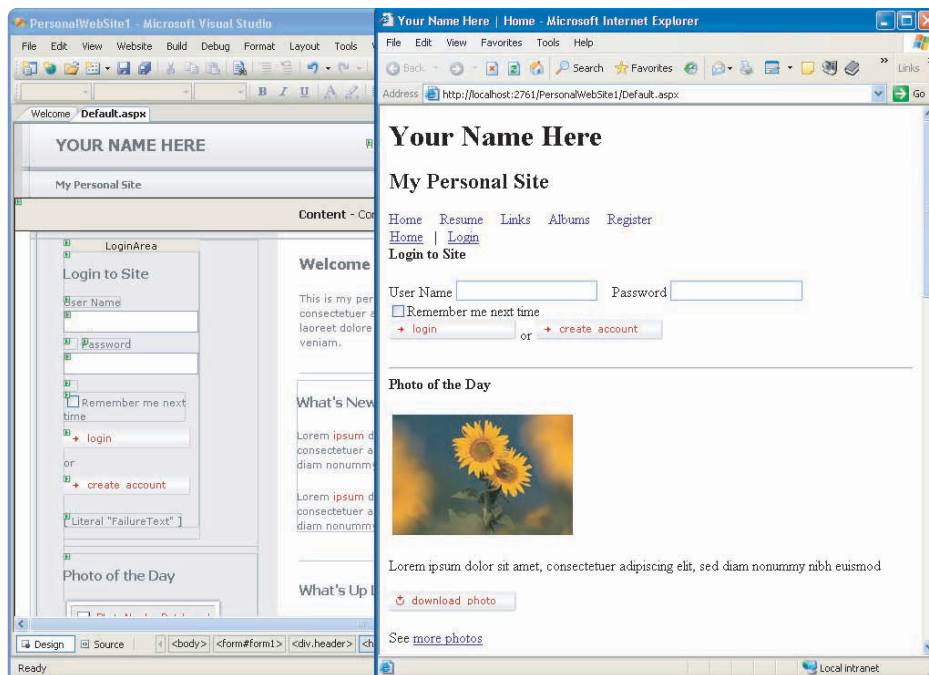 PersonalWebSite1 - Microsoft Visual Studio
File Edit View Website Build Debug Format Layout Tools
B I U A
Welcome Default.aspx
YOUR NAME HERE
My Personal Site
Content - Co
LoginArea
Login to Site
User Name
Password
Remember me next
time
login
or
create account
[ Literal "FailureText" ]
Photo of the Day
Welcome
This is my per
consectetuer a
laoreet dolore
veniam.
What's New
Lorem ipsum d
consectetuer a
diam nonummy
Lorem ipsum d
consectetuer a
diam nonummy
What's Up L
Design Source <body> <form#form1> <div.header> <h
Ready
Your Name Here | Home - Microsoft Internet Explorer
File Edit View Favorites Tools Help
Back Search Favorites » Links
Address http://localhost:2761/PersonalWebSite1/Default.aspx Go
Your Name Here
My Personal Site
Home Resume Links Albums Register
Home | Login
Login to Site
User Name Password
Remember me next time
login or create account
Photo of the Day
Lorem ipsum dolor sit amet, consectetuer adipiscing elit, sed diam nonummy nibh euismod
download photo
See more photos
Local intranet